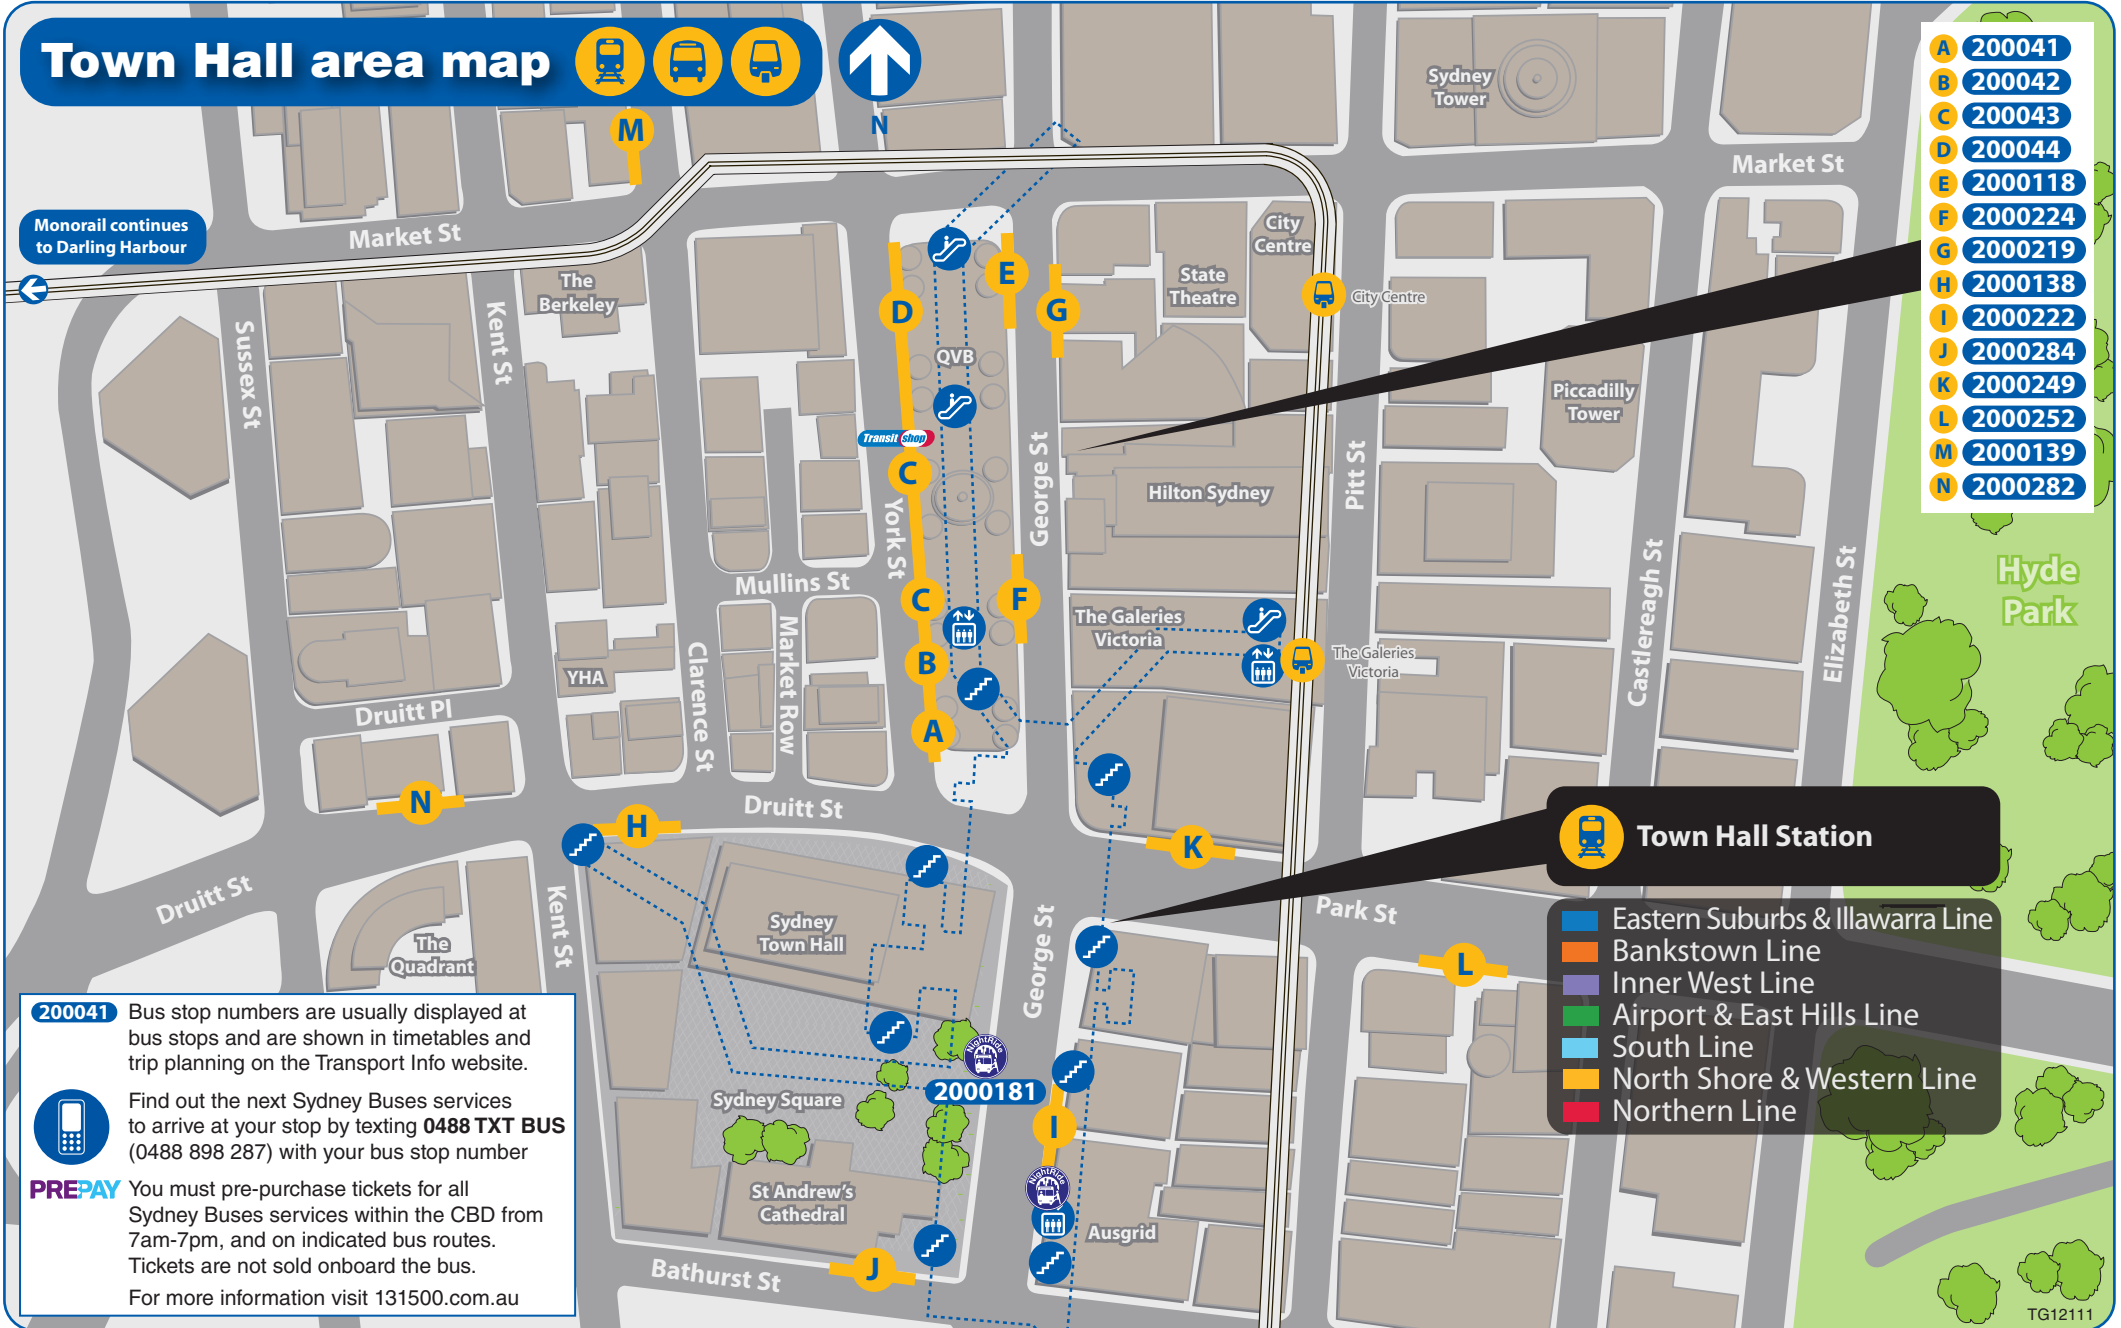 Town Hall area map
N
A 200041
B 200042
C 200043
D 200044
E 2000118
F 2000224
G 2000219
H 2000138
I 2000222
J 2000284
K 2000249
L 2000252
M 2000139
N 2000282
Sydney
Tower
M
Market St
Monorail continues
to Darling Harbour
Market St
City
Centre
The
Berkeley
State
Theatre
E
D
G
City Centre
Kent St
Sussex St
QVB
Piccadilly
Tower
Transit shop
C
George St
Pitt St
Hilton Sydney
York St
Hyde
Park
Mullins St
C
F
The Galeries
Victoria
Castlereagh St
Elizabeth St
Market Row
Clarence St
YHA
B
The Galeries
Victoria
Druitt Pl
A
N
Druitt St
H
K
Town Hall Station
Druitt St
Kent St
Sydney
Town Hall
Park St
George St
The
Quadrant
L
Eastern Suburbs & Illawarra Line
Bankstown Line
Inner West Line
Airport & East Hills Line
South Line
North Shore & Western Line
Northern Line
200041 Bus stop numbers are usually displayed at
bus stops and are shown in timetables and
trip planning on the Transport Info website.
Find out the next Sydney Buses services
to arrive at your stop by texting 0488 TXT BUS
(0488 898 287) with your bus stop number
PREPAY You must pre-purchase tickets for all
Sydney Buses services within the CBD from
7am-7pm, and on indicated bus routes.
Tickets are not sold onboard the bus.
For more information visit 131500.com.au
NightRide
2000181
Sydney Square
I
NightRide
St Andrew's
Cathedral
Ausgrid
J
Bathurst St
TG12111